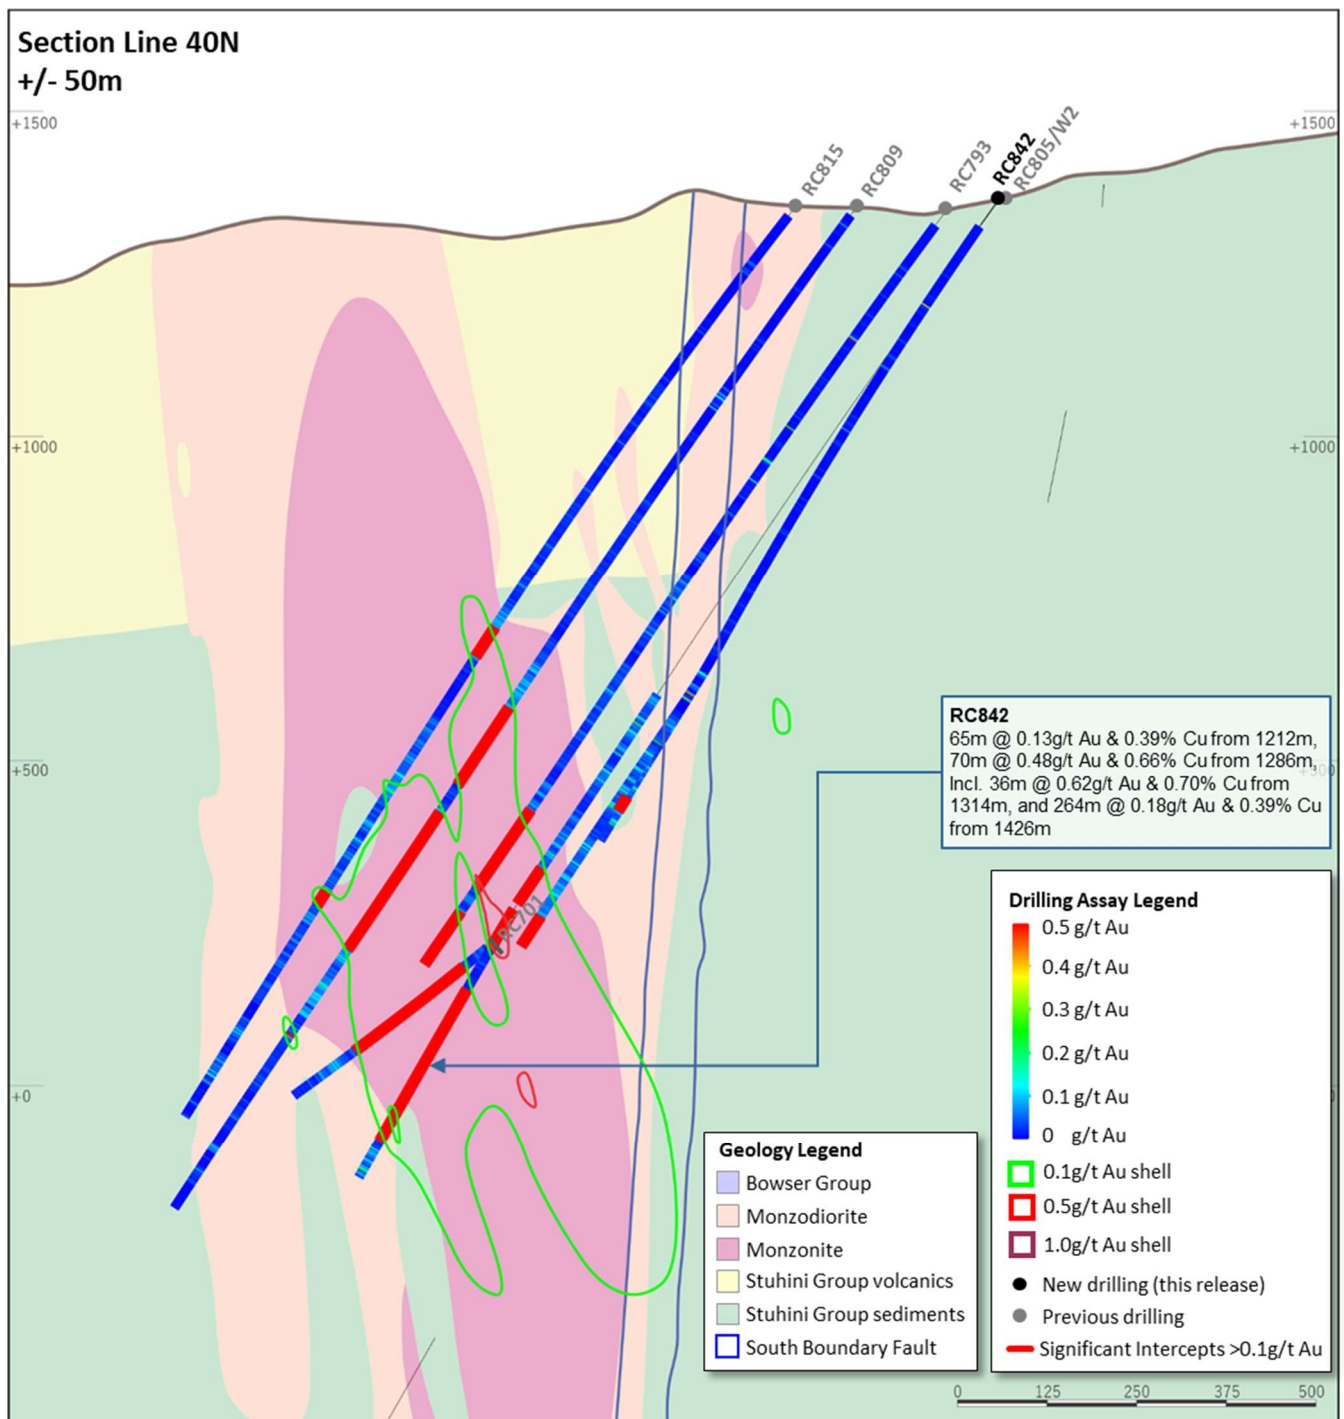 Section Line 40N
+/- 50m
+1500
+1500
RC815
RC809
RC793
RC842
RC805/W2
+1000
+1000
+500
RC842
65m @ 0.13g/t Au & 0.39% Cu from 1212m,
70m @ 0.48g/t Au & 0.66% Cu from 1286m,
Incl. 36m @ 0.62g/t Au & 0.70% Cu from
1314m, and 264m @ 0.18g/t Au & 0.39% Cu
from 1426m
RC701
+0
Drilling Assay Legend
0.5 g/t Au
0.4 g/t Au
0.3 g/t Au
0.2 g/t Au
0.1 g/t Au
0 g/t Au
0.1g/t Au shell
0.5g/t Au shell
1.0g/t Au shell
New drilling (this release)
Previous drilling
Significant Intercepts >0.1g/t Au
Geology Legend
Bowser Group
Monzodiorite
Monzonite
Stuhini Group volcanics
Stuhini Group sediments
South Boundary Fault
0 125 250 375 500